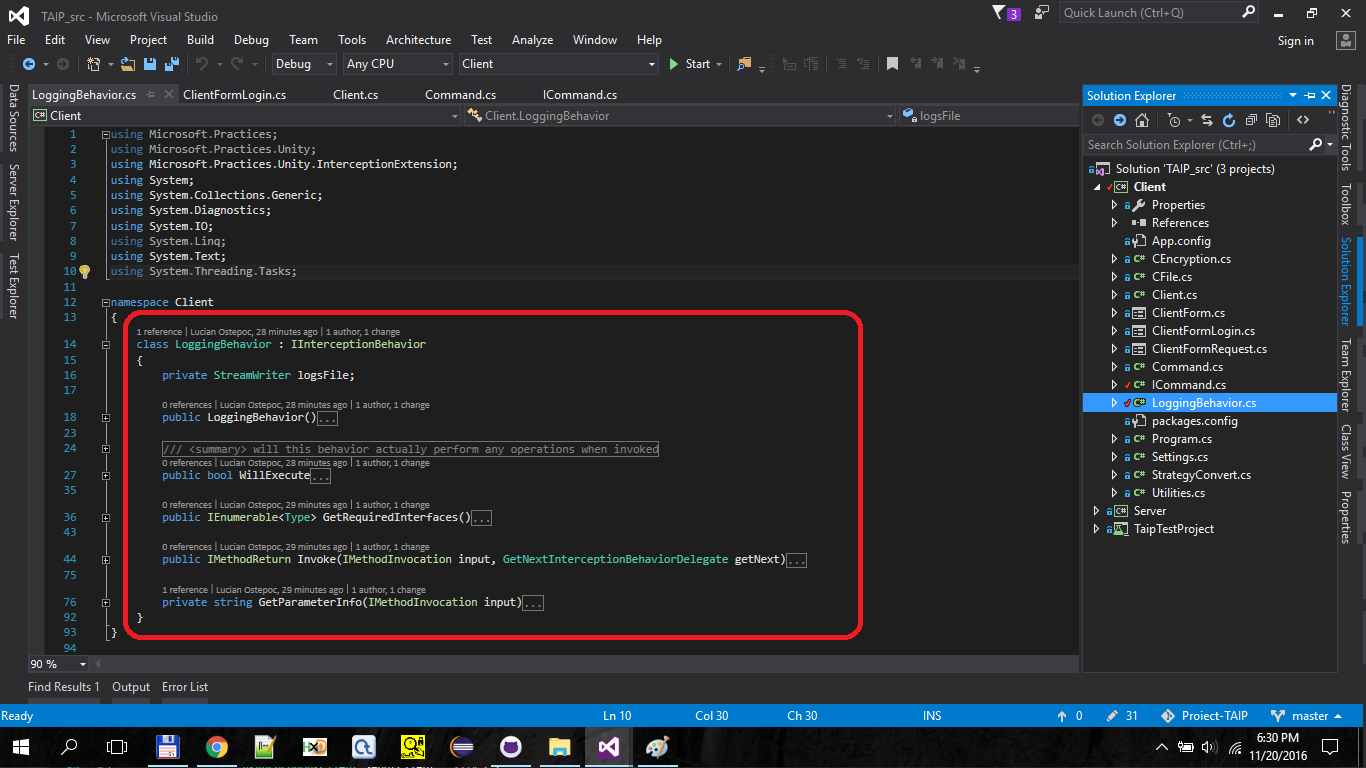 TAIP_src - Microsoft Visual Studio
3
Quick Launch (Ctrl+Q)
File Edit View Project Build Debug Team Tools Architecture Test Analyze Window Help
Sign in
Debug Any CPU Client Start
LoggingBehavior.cs ClientFormLogin.cs Client.cs Command.cs ICommand.cs
Client Client.LoggingBehavior logsFile
Data Sources
Server Explorer
Test Explorer
1 using Microsoft.Practices;
2 using Microsoft.Practices.Unity;
3 using Microsoft.Practices.Unity.InterceptionExtension;
4 using System;
5 using System.Collections.Generic;
6 using System.Diagnostics;
7 using System.IO;
8 using System.Linq;
9 using System.Text;
10 using System.Threading.Tasks;
11
12 namespace Client
13 {
1 reference | Lucian Ostepoc, 28 minutes ago | 1 author, 1 change
14 class LoggingBehavior : IInterceptionBehavior
15 {
16 private StreamWriter logsFile;
17
0 references | Lucian Ostepoc, 28 minutes ago | 1 author, 1 change
18 public LoggingBehavior()...
23
24 /// <summary> will this behavior actually perform any operations when invoked
0 references | Lucian Ostepoc, 28 minutes ago | 1 author, 1 change
27 public bool WillExecute...
35
0 references | Lucian Ostepoc, 29 minutes ago | 1 author, 1 change
36 public IEnumerable<Type> GetRequiredInterfaces()...
43
0 references | Lucian Ostepoc, 29 minutes ago | 1 author, 1 change
44 public IMethodReturn Invoke(IMethodInvocation input, GetNextInterceptionBehaviorDelegate getNext)...
75
1 reference | Lucian Ostepoc, 29 minutes ago | 1 author, 1 change
76 private string GetParameterInfo(IMethodInvocation input)...
92 }
93 }
94
90 %
Solution Explorer
Search Solution Explorer (Ctrl+;)
Solution 'TAIP_src' (3 projects)
Client
Properties
References
App.config
CEncryption.cs
CFile.cs
Client.cs
ClientForm.cs
ClientFormLogin.cs
ClientFormRequest.cs
Command.cs
ICommand.cs
LoggingBehavior.cs
packages.config
Program.cs
Settings.cs
StrategyConvert.cs
Utilities.cs
Server
TaipTestProject
Diagnostic Tools
Toolbox
Solution Explorer
Team Explorer
Class View
Properties
Find Results 1 Output Error List
Ready Ln 10 Col 30 Ch 30 INS 0 31 Proiect-TAIP master
6:30 PM
11/20/2016